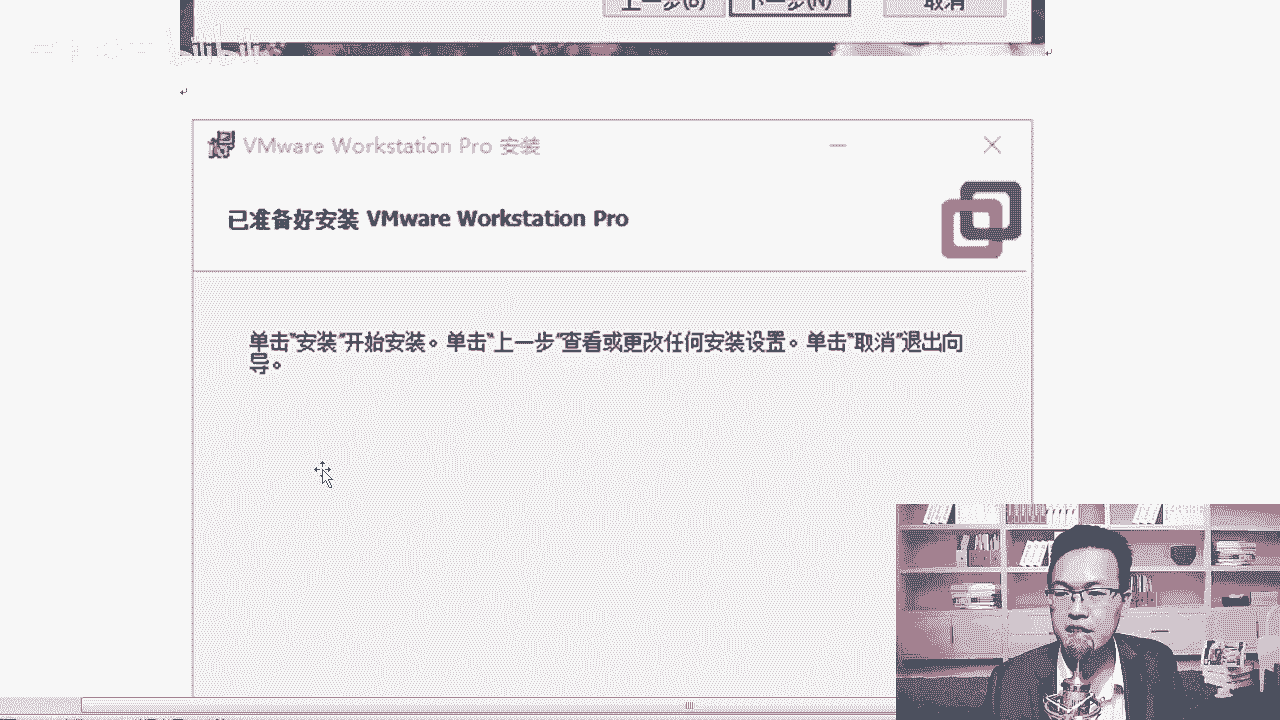 上一步(B) 下一步(N) 取消
bilibili
VMware Workstation Pro 安装
已准备好安装 VMware Workstation Pro
单击“安装”开始安装。单击“上一步”查看或更改任何安装设置。单击“取消”退出向
导。